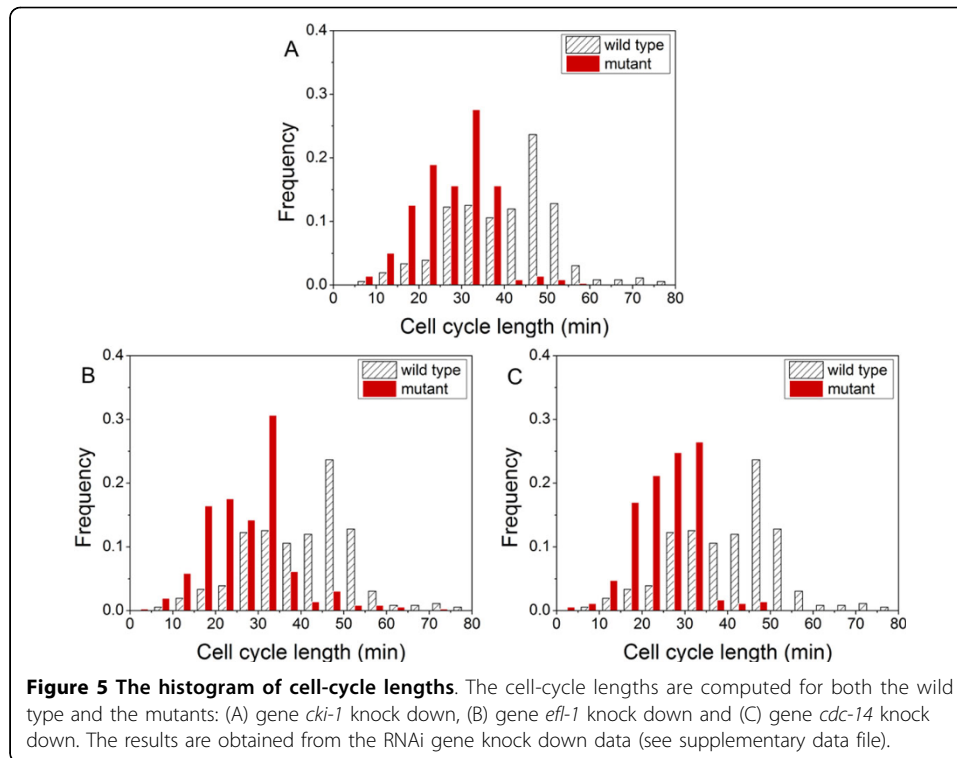 A
wild type
mutant
0.4
0.3
0.2
0.1
0.0
Frequency
0 10 20 30 40 50 60 70 80
Cell cycle length (min)
B
wild type
mutant
0.4
0.3
0.2
0.1
0.0
Frequency
0 10 20 30 40 50 60 70 80
Cell cycle length (min)
C
wild type
mutant
0.4
0.3
0.2
0.1
0.0
Frequency
0 10 20 30 40 50 60 70 80
Cell cycle length (min)
Figure 5 The histogram of cell-cycle lengths. The cell-cycle lengths are computed for both the wild
type and the mutants: (A) gene cki-1 knock down, (B) gene efl-1 knock down and (C) gene cdc-14 knock
down. The results are obtained from the RNAi gene knock down data (see supplementary data file).